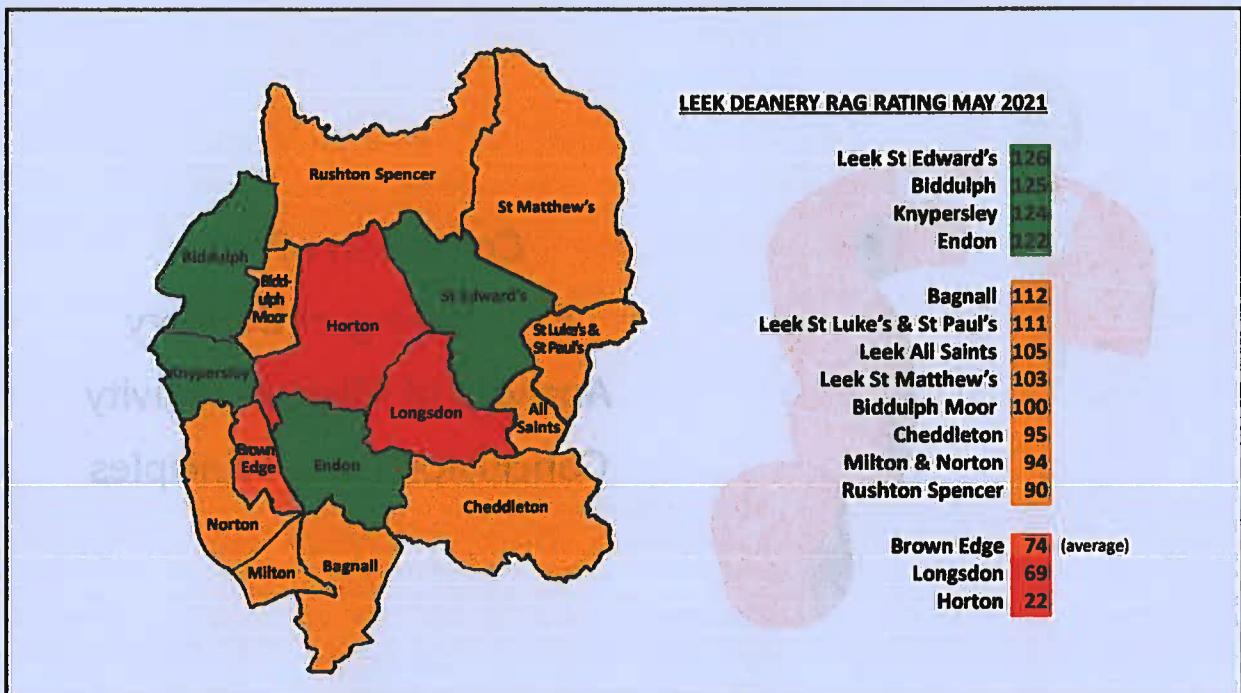 LEEK DEANERY RAG RATING MAY 2021
Leek St Edward's 126
Biddulph 125
Knypersley 124
Endon 122
Bagnall 112
Leek St Luke's & St Paul's 111
Leek All Saints 105
Leek St Matthew's 103
Biddulph Moor 100
Cheddleton 95
Milton & Norton 94
Rushton Spencer 90
Brown Edge 74 (average)
Longsdon 69
Horton 22
Rushton Spencer
St Matthew's
Biddulph
Bidd-
ulph
Moor
St Edward's
Horton
St Luke's &
St Paul's
Knypersley
Longsdon
All
Saints
Brown
Edge
Endon
Cheddleton
Norton
Milton
Bagnall